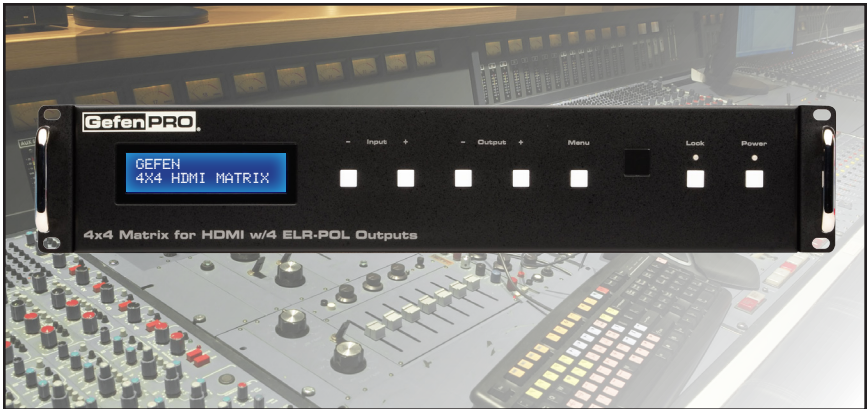 GefenPRO.
GEFEN
4X4 HDMI MATRIX
- Input +
- Output +
Menu
Lock
Power
4x4 Matrix for HDMI w/4 ELR-POL Outputs